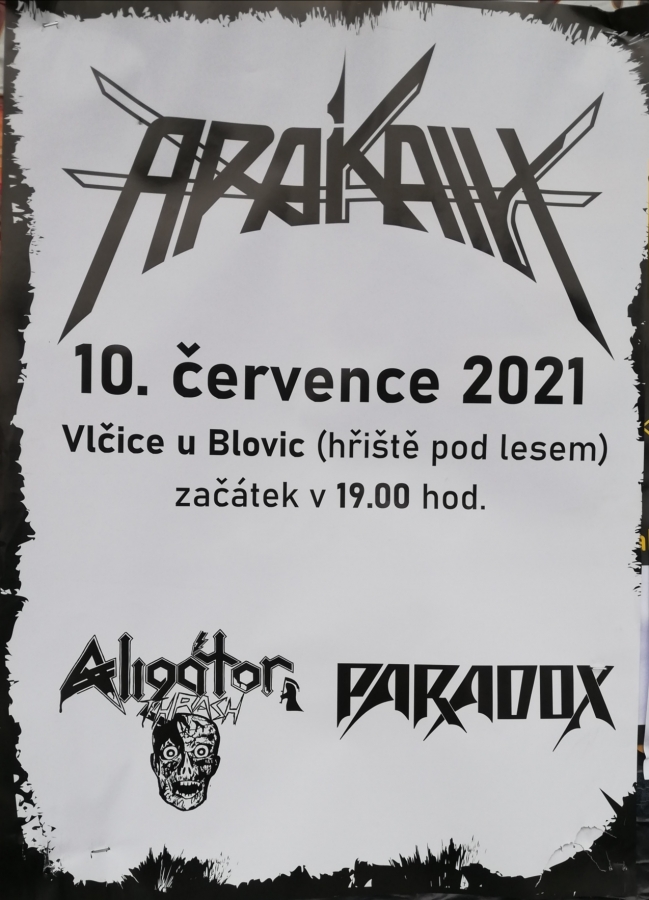 ARAKAIN
10. července 2021
Vlčice u Blovic (hřiště pod lesem)
začátek v 19.00 hod.
Aligátor
THRASH
PARADOX